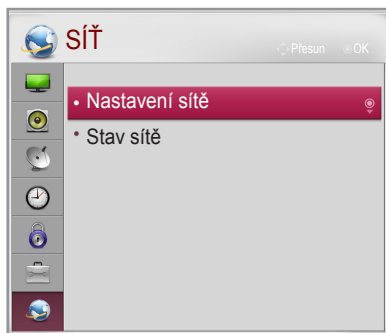 SÍŤ
Přesun OK
• Nastavení sítě
• Stav sítě